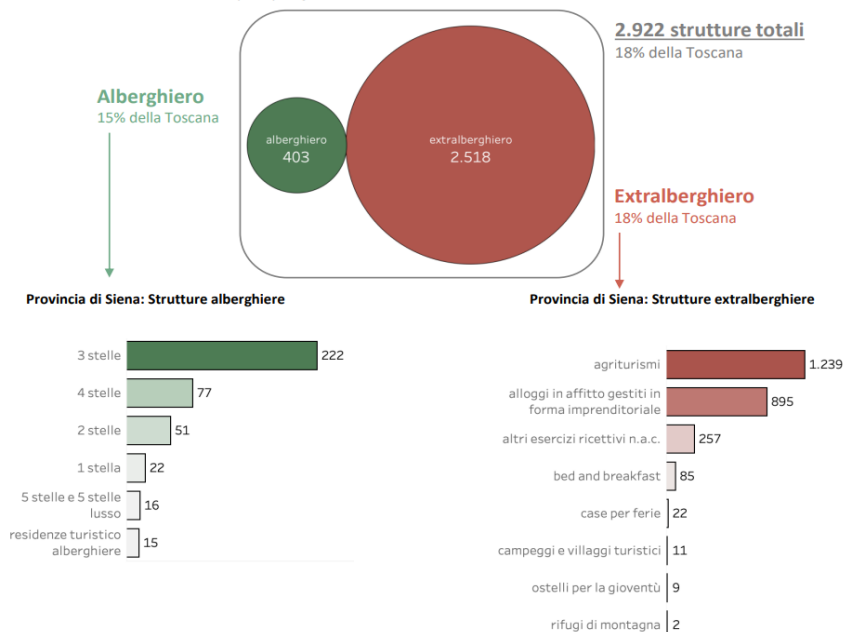 2.922 strutture totali
18% della Toscana
Alberghiero
15% della Toscana
alberghiero
403
extralberghiero
2.518
Extralberghiero
18% della Toscana
Provincia di Siena: Strutture alberghiere
3 stelle 222
4 stelle 77
2 stelle 51
1 stella 22
5 stelle e 5 stelle
lusso 16
residenze turistico
alberghiere 15
Provincia di Siena: Strutture extralberghiere
agriturismi 1.239
alloggi in affitto gestiti in
forma imprenditoriale 895
altri esercizi ricettivi n.a.c. 257
bed and breakfast 85
case per ferie 22
campeggi e villaggi turistici 11
ostelli per la gioventù 9
rifugi di montagna 2